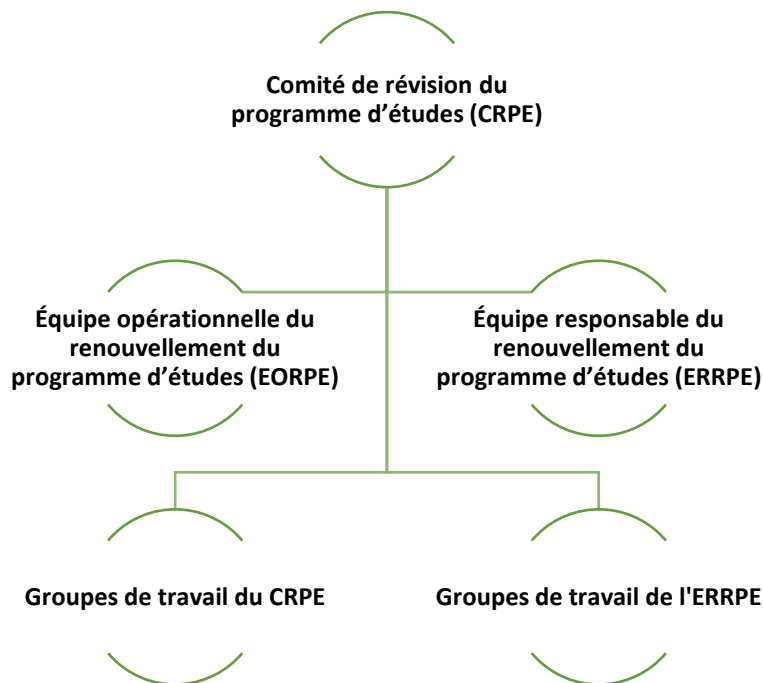 Comité de révision du
programme d’études (CRPE)
Équipe opérationnelle du
renouvellement du
programme d’études (EORPE)
Équipe responsable du
renouvellement du
programme d’études (ERRPE)
Groupes de travail du CRPE
Groupes de travail de l'ERRPE